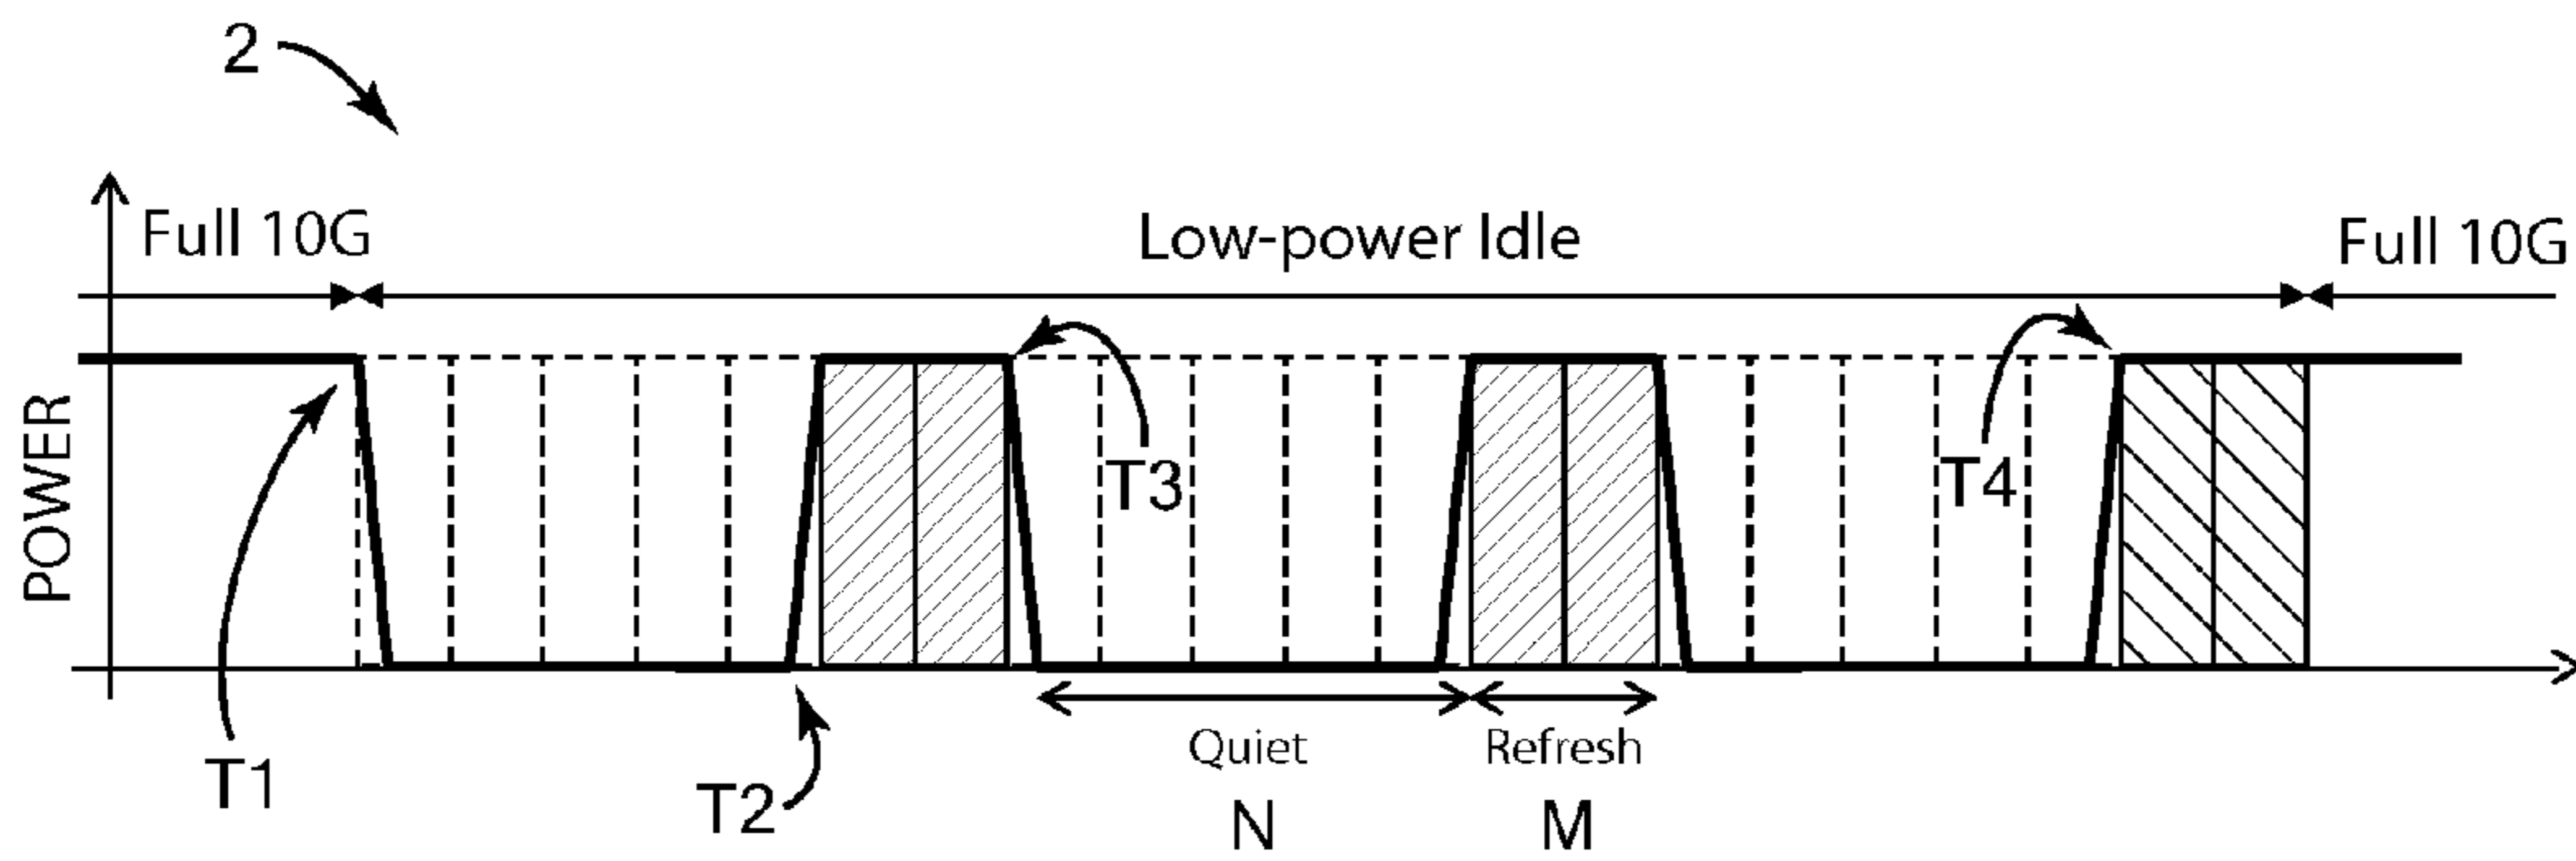 2
Full 10G
Low-power Idle
Full 10G
POWER
T3
T4
Quiet
Refresh
T1
T2
N
M